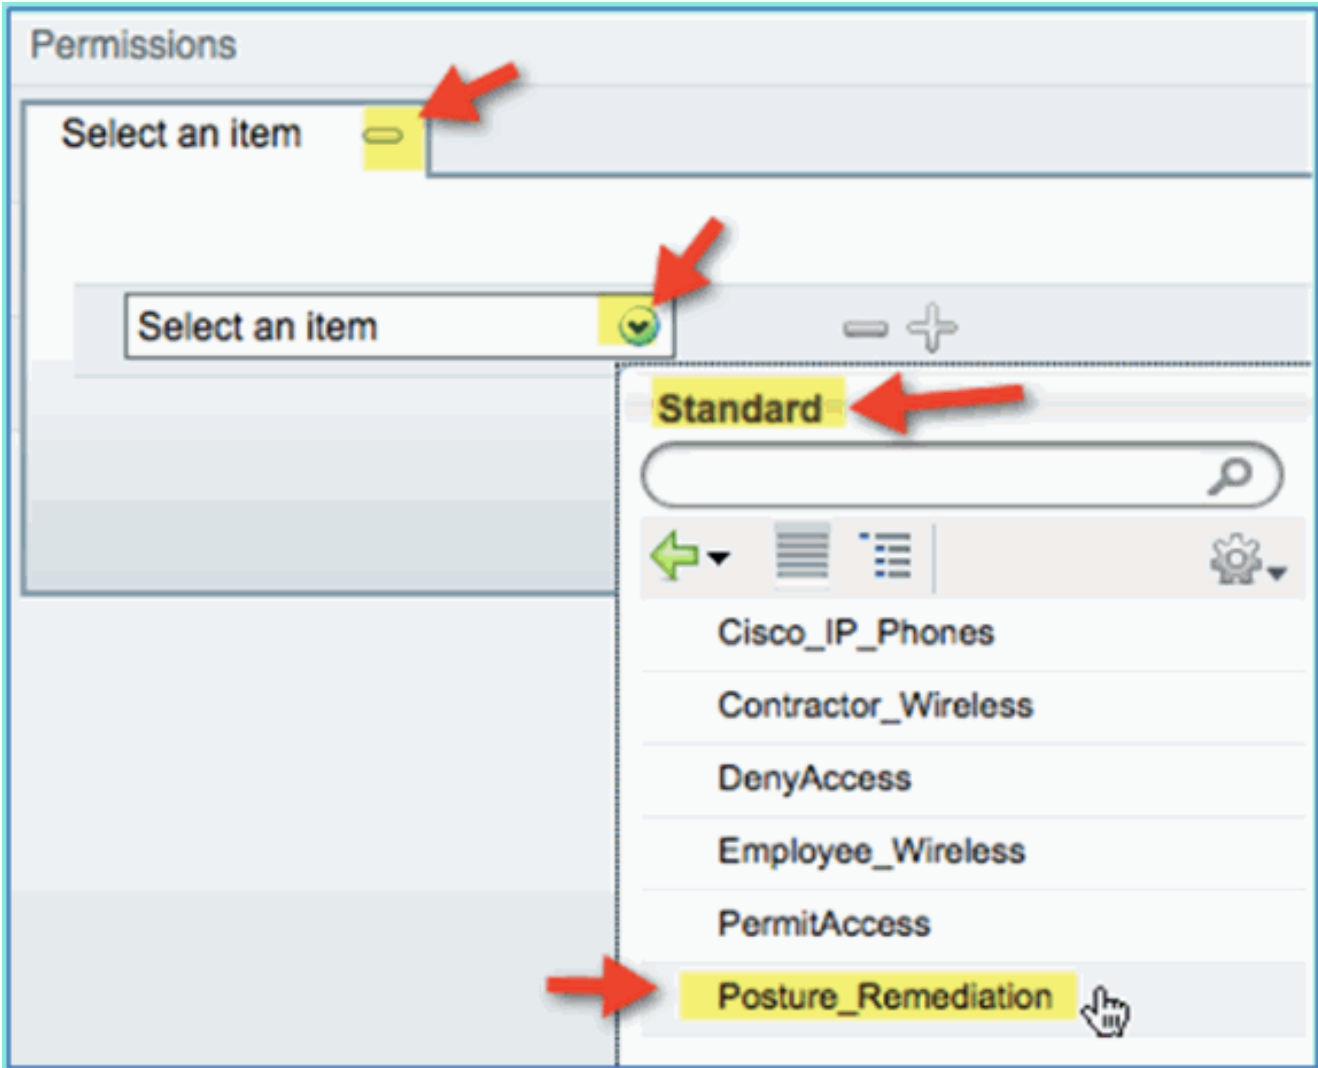 Permissions
Select an item
Select an item
Standard
Cisco_IP_Phones
Contractor_Wireless
DenyAccess
Employee_Wireless
PermitAccess
Posture_Remediation